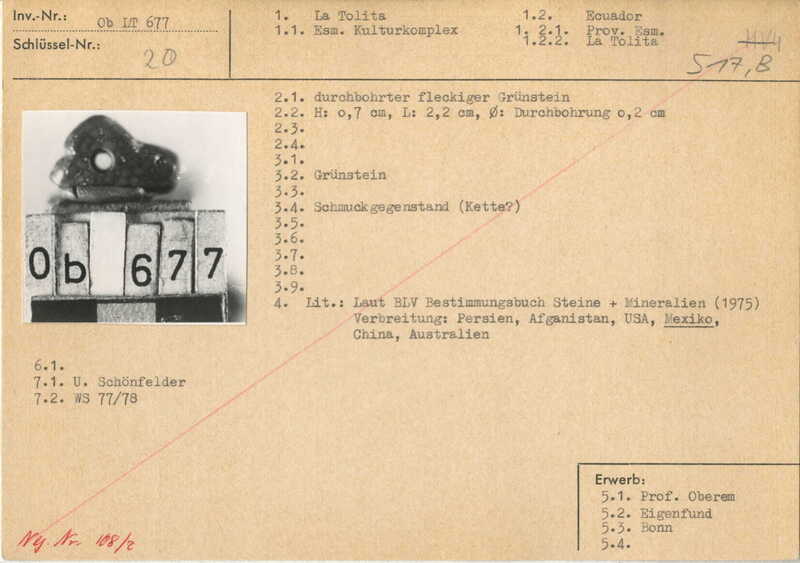 Inv.-Nr.: Ob LT 677
Schlüssel-Nr.: 20
1. La Tolita
1.1. Esm. Kulturkomplex
1.2. Ecuador
1. 2.1. Prov. Esm.
1.2.2. La Tolita
517,B
2.1. durchbohrter fleckiger Grünstein
2.2. H: 0,7 cm, L: 2,2 cm, Ø: Durchbohrung 0,2 cm
2.3.
2.4.
3.1.
3.2. Grünstein
3.3.
3.4. Schmuckgegenstand (Kette?)
3.5.
3.6.
3.7.
3.8.
3.9.
4. Lit.: Laut BLV Bestimmungsbuch Steine + Mineralien (1975)
Verbreitung: Persien, Afganistan, USA, Mexiko,
China, Australien
Ob 677
6.1.
7.1. U. Schönfelder
7.2. WS 77/78
Erwerb:
5.1. Prof. Oberem
5.2. Eigenfund
5.3. Bonn
5.4.
Neg. Nr. 108/2